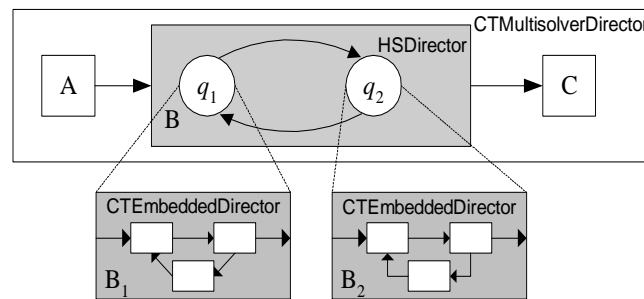 CTMultisolverDirector
HSDirector
A
q1
q2
C
B
CTEmbeddedDirector
CTEmbeddedDirector
B1
B2